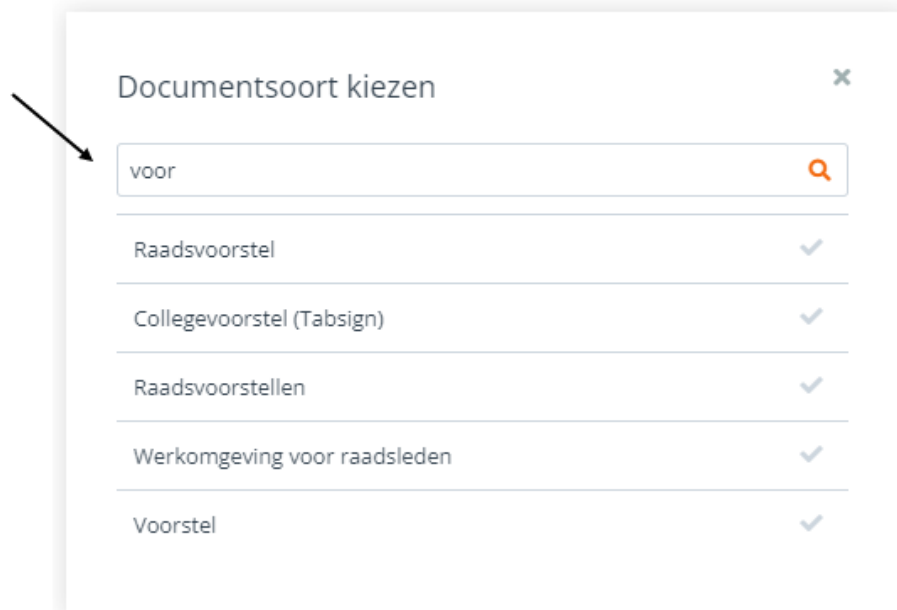 Documentsoort kiezen
voor
Raadsvoorstel
Collegevoorstel (Tabsign)
Raadsvoorstellen
Werkomgeving voor raadsleden
Voorstel